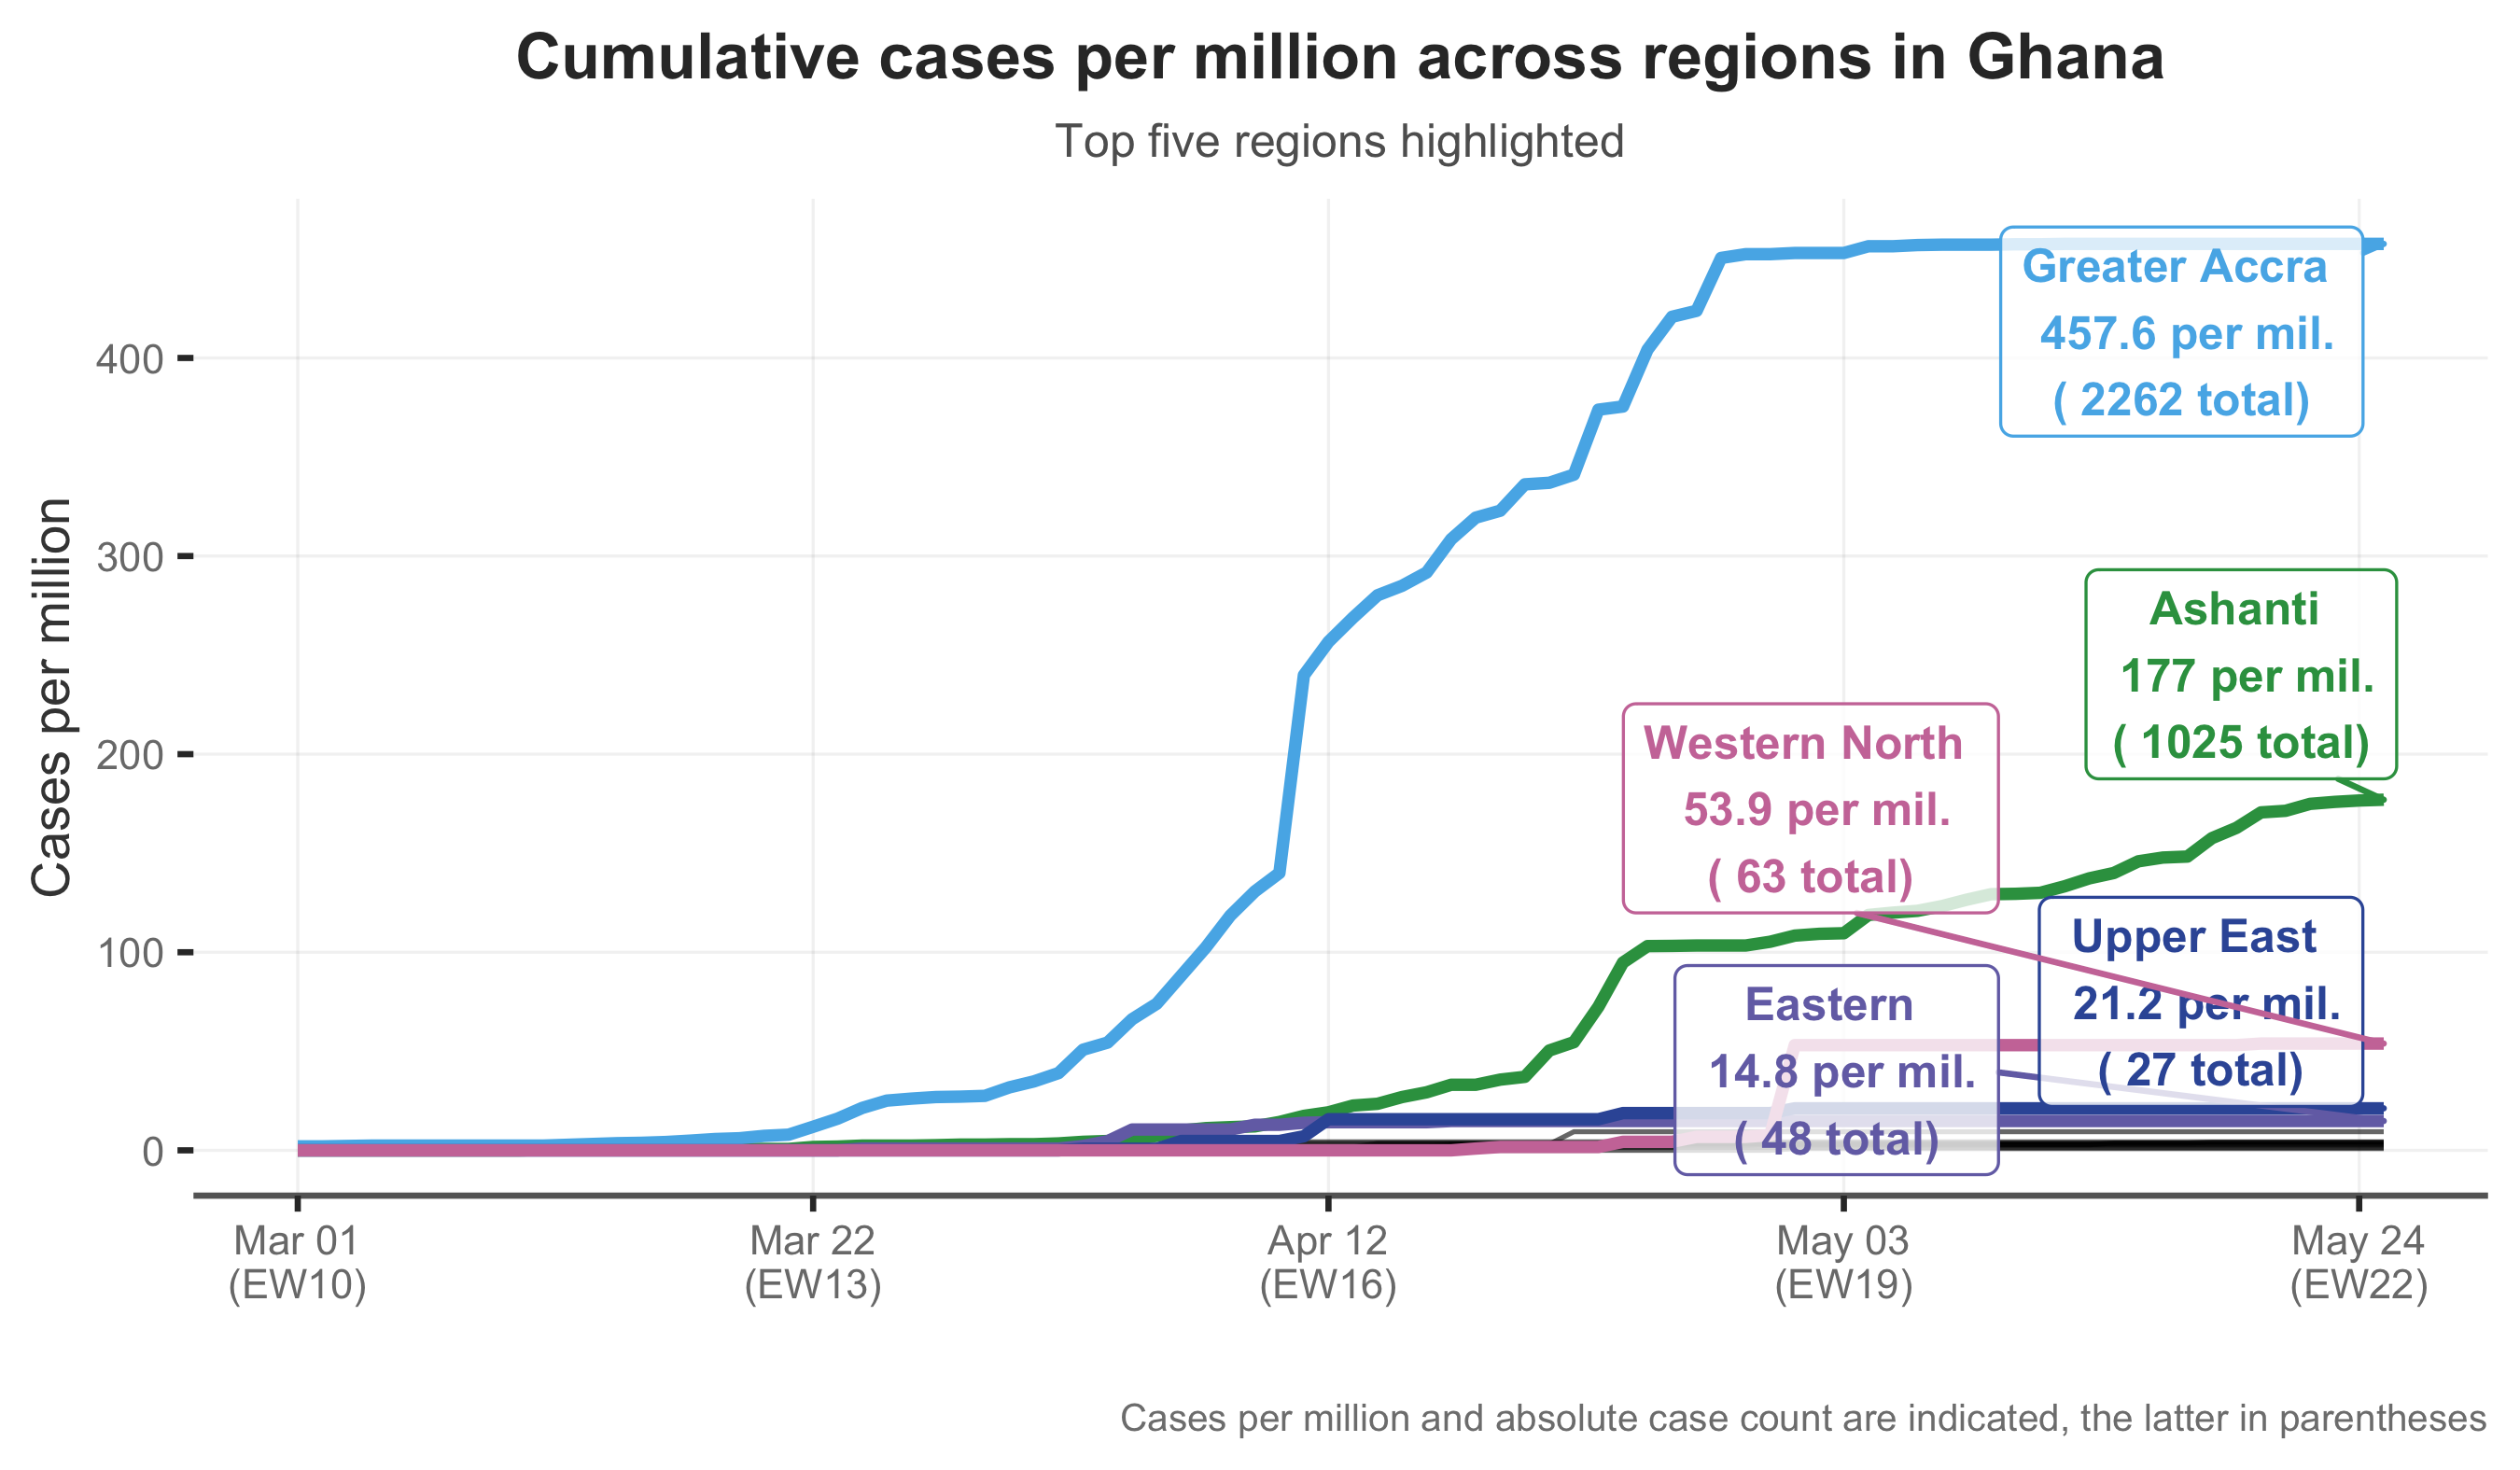 Cumulative cases per million across regions in Ghana
Top five regions highlighted
Cases per million
400
300
200
100
0
Greater Accra
457.6 per mil.
( 2262 total)
Ashanti
177 per mil.
( 1025 total)
Western North
53.9 per mil.
( 63 total)
Upper East
21.2 per mil.
( 27 total)
Eastern
14.8 per mil.
( 48 total)
Mar 01
(EW10)
Mar 22
(EW13)
Apr 12
(EW16)
May 03
(EW19)
May 24
(EW22)
Cases per million and absolute case count are indicated, the latter in parentheses